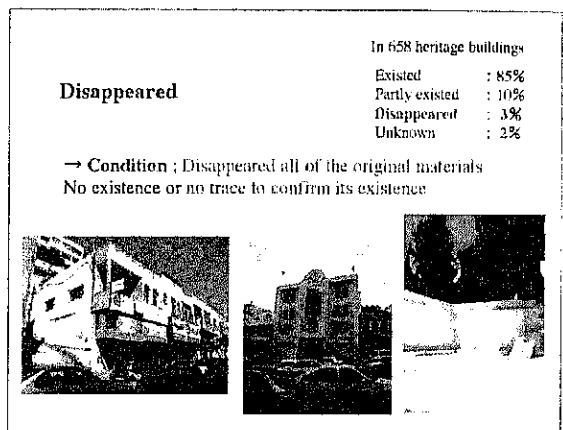 In 658 heritage buildings
Disappeared
Existed : 85%
Partly existed : 10%
Disappeared : 3%
Unknown : 2%
→ Condition ; Disappeared all of the original materials
No existence or no trace to confirm its existence